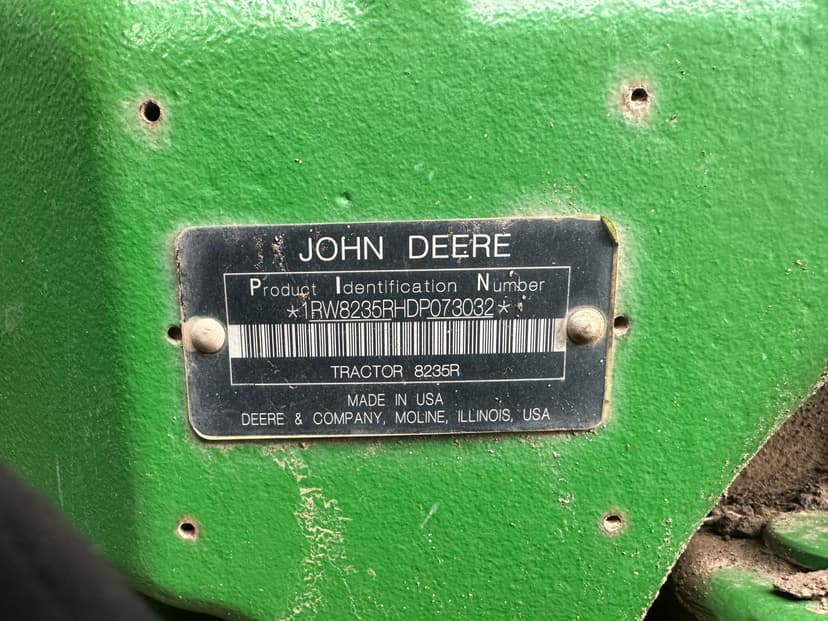 JOHN DEERE
Product Identification Number
*1RW8235RHDP073032*
TRACTOR 8235R
MADE IN USA
DEERE & COMPANY, MOLINE, ILLINOIS, USA